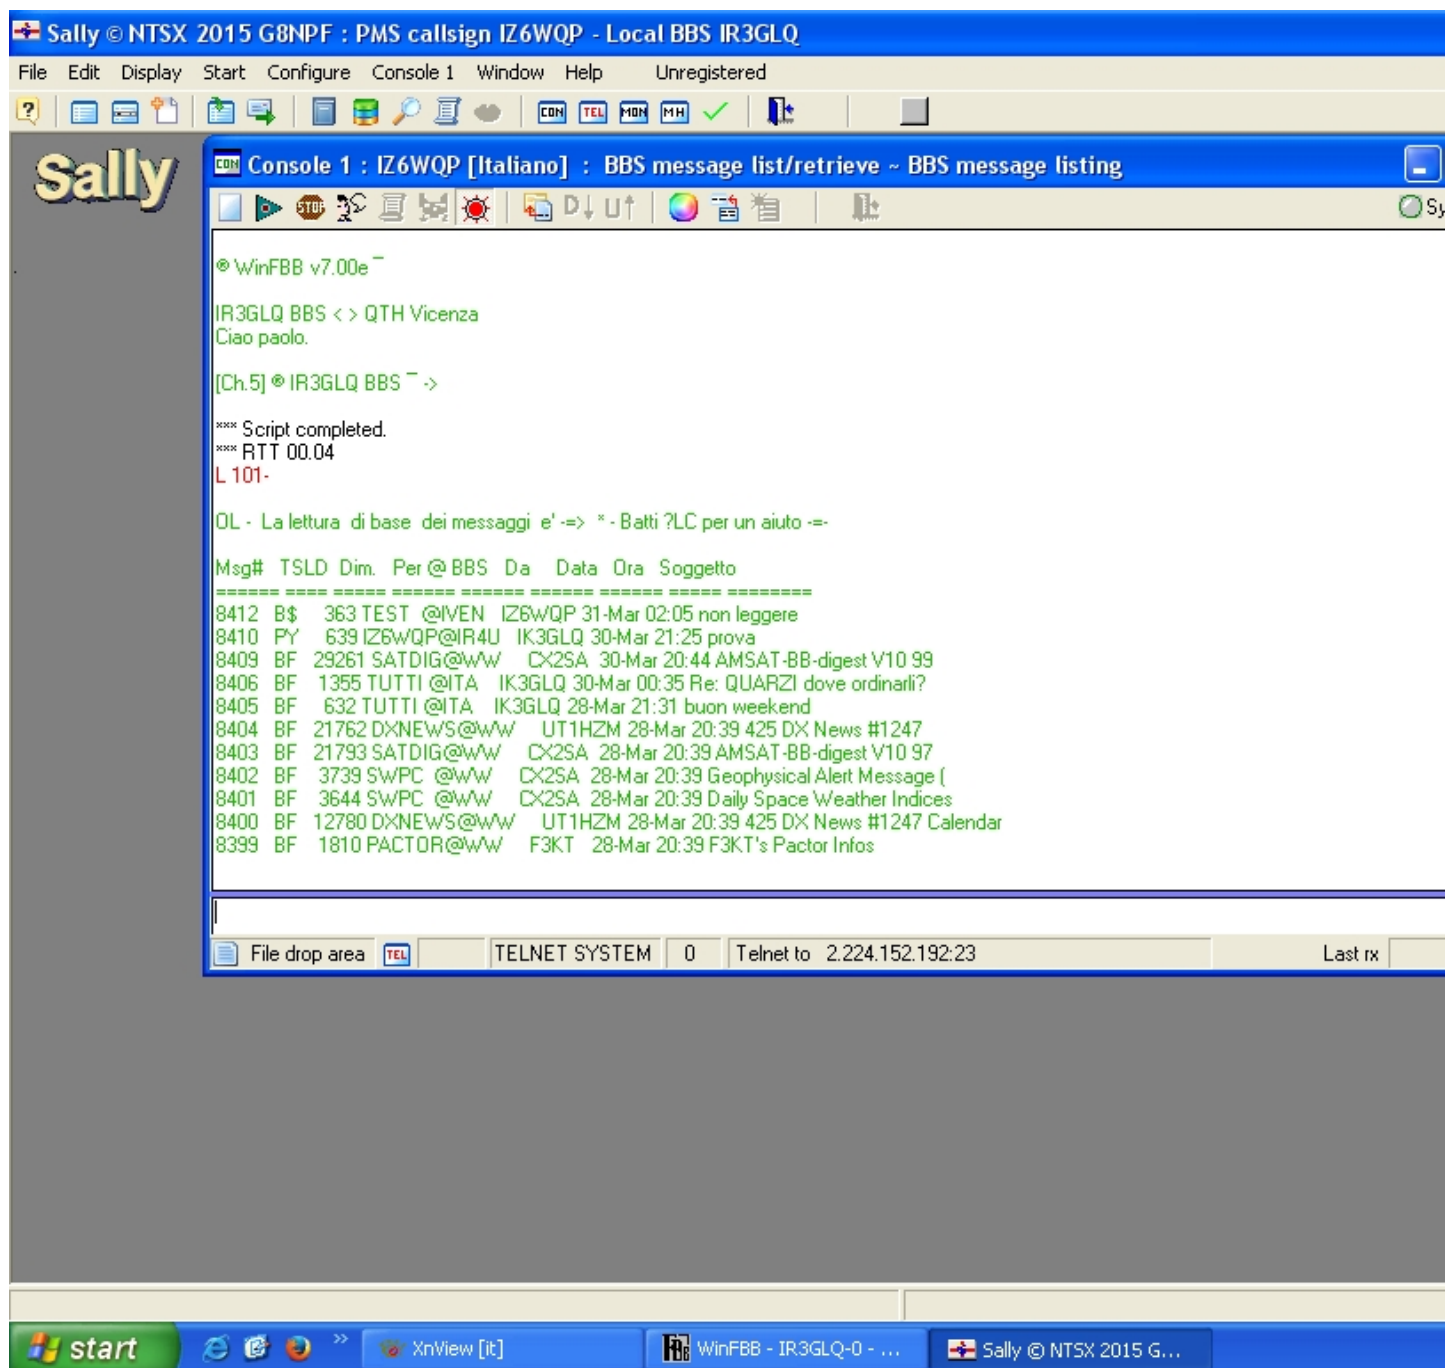 Sally © NTSX 2015 G8NPF : PMS callsign IZ6WQP - Local BBS IR3GLQ
File Edit Display Start Configure Console 1 Window Help Unregistered
CON TEL MON MH
Sally
CON Console 1 : IZ6WQP [Italiano] : BBS message list/retrieve ~ BBS message listing
STOP D↓ U↑ Sy
® WinFBB v7.00e ¯
IR3GLQ BBS < > QTH Vicenza
Ciao paolo.
[Ch.5] ® IR3GLQ BBS ¯ ->
*** Script completed.
*** RTT 00.04
L 101-
OL - La lettura di base dei messaggi e' -=> * - Batti ?LC per un aiuto -=-
Msg# TSLD Dim. Per @ BBS Da Data Ora Soggetto
====== ==== ===== ====== ====== ====== ====== ===== ========
8412 B$ 363 TEST @IVEN IZ6WQP 31-Mar 02:05 non leggere
8410 PY 639 IZ6WQP@IR4U IK3GLQ 30-Mar 21:25 prova
8409 BF 29261 SATDIG@WW CX2SA 30-Mar 20:44 AMSAT-BB-digest V10 99
8406 BF 1355 TUTTI @ITA IK3GLQ 30-Mar 00:35 Re: QUARZI dove ordinarli?
8405 BF 632 TUTTI @ITA IK3GLQ 28-Mar 21:31 buon weekend
8404 BF 21762 DXNEWS@WW UT1HZM 28-Mar 20:39 425 DX News #1247
8403 BF 21793 SATDIG@WW CX2SA 28-Mar 20:39 AMSAT-BB-digest V10 97
8402 BF 3739 SWPC @WW CX2SA 28-Mar 20:39 Geophysical Alert Message (
8401 BF 3644 SWPC @WW CX2SA 28-Mar 20:39 Daily Space Weather Indices
8400 BF 12780 DXNEWS@WW UT1HZM 28-Mar 20:39 425 DX News #1247 Calendar
8399 BF 1810 PACTOR@WW F3KT 28-Mar 20:39 F3KT's Pactor Infos
File drop area TEL TELNET SYSTEM 0 Telnet to 2.224.152.192:23 Last rx
start XnView [it] WinFBB - IR3GLQ-0 - ... Sally © NTSX 2015 G...